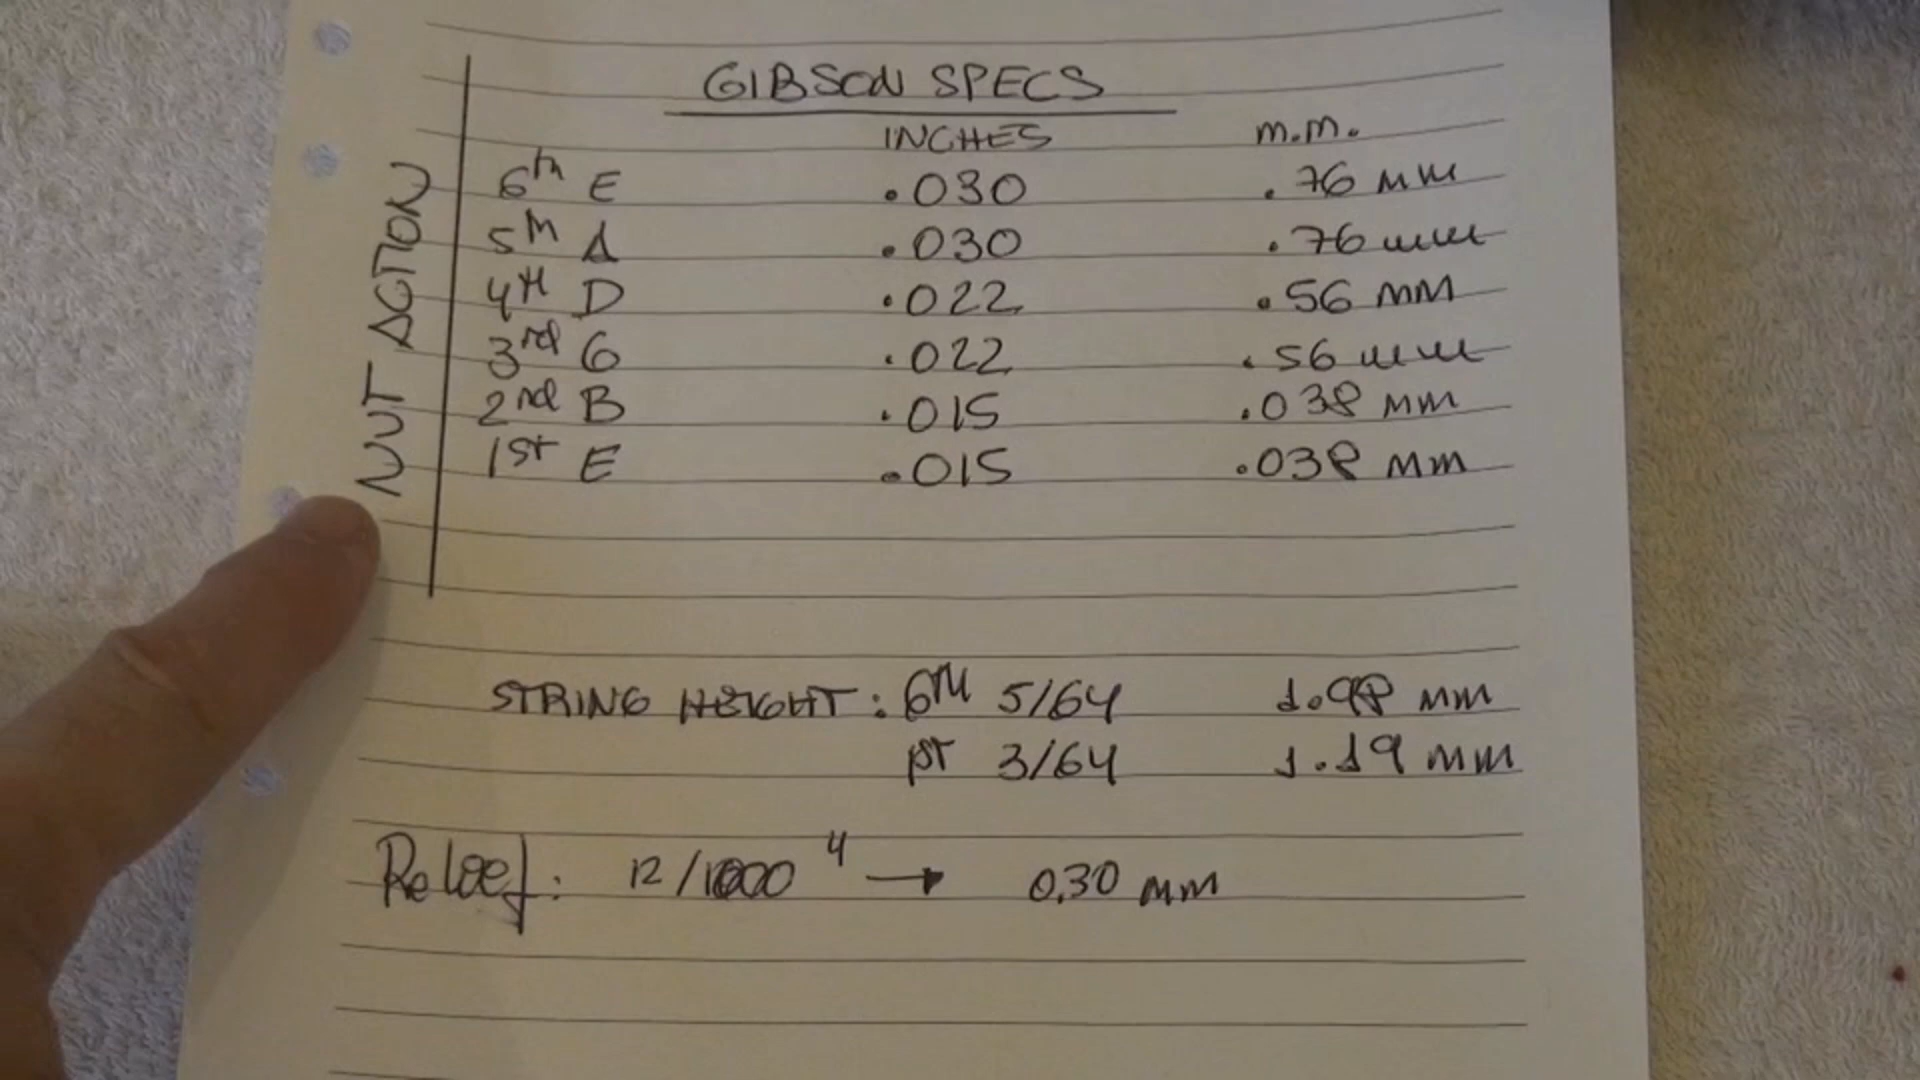 GIBSON SPECS
INCHES m.m.
NUT ACTION
6th E .030 .76 mm
5th A .030 .76 mm
4TH D .022 .56 MM
3rd G .022 .56 mm
2nd B .015 .038 mm
1ST E .015 .038 mm
STRING HEIGHT: 6TH 5/64 1.98 mm
1ST 3/64 1.19 mm
Relief: 12/1000" → 0.30 mm